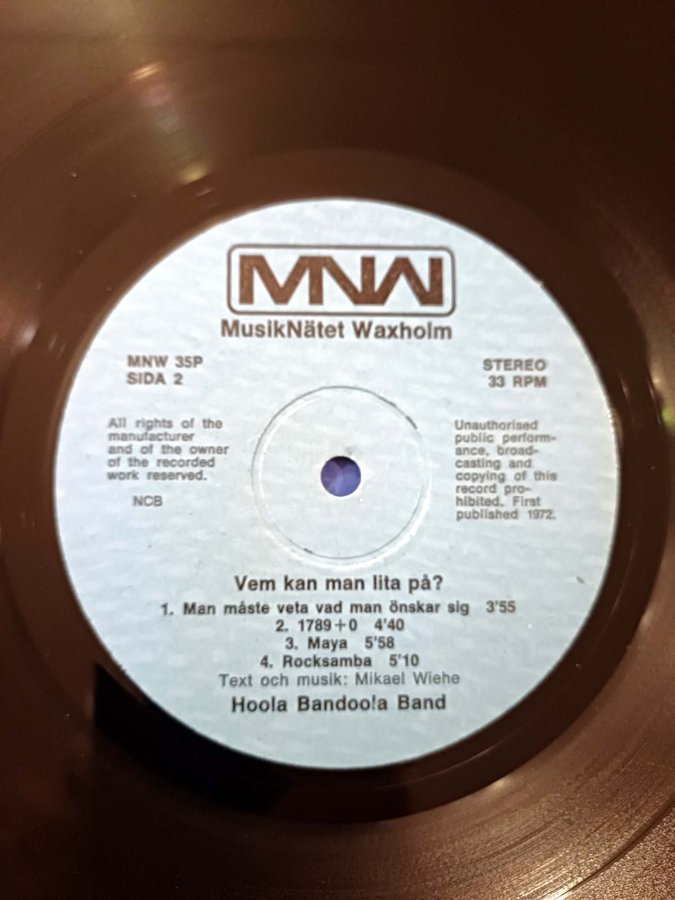 MNW
MusikNätet Waxholm
MNW 35P
SIDA 2
STEREO
33 RPM
All rights of the
manufacturer
and of the owner
of the recorded
work reserved.
NCB
Unauthorised
public perform-
ance, broad-
casting and
copying of this
record pro-
hibited. First
published 1972.
Vem kan man lita på?
1. Man måste veta vad man önskar sig 3'55
2. 1789+0 4'40
3. Maya 5'58
4. Rocksamba 5'10
Text och musik: Mikael Wiehe
Hoola Bandoola Band